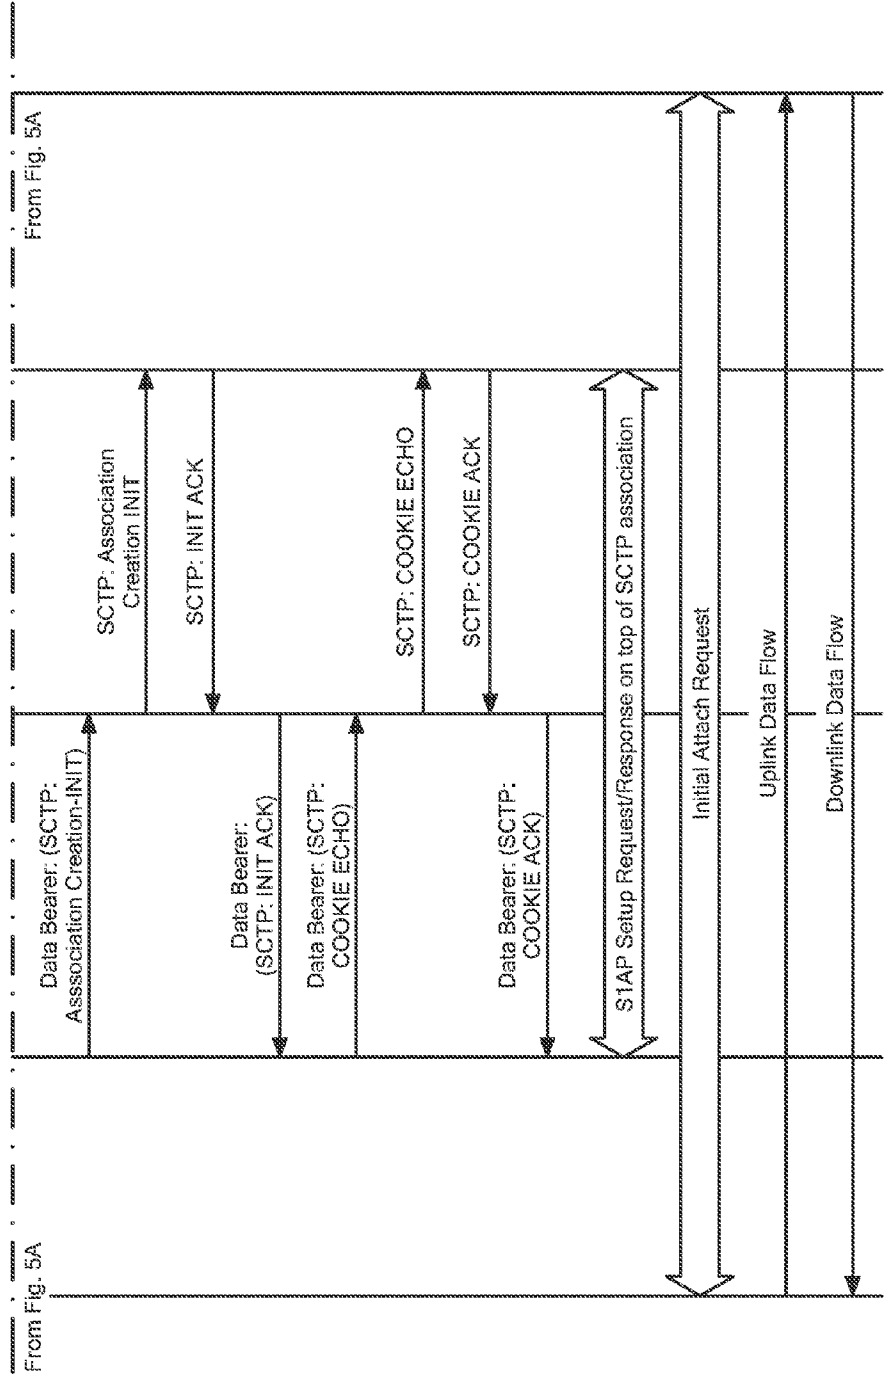 From Fig. 5A
From Fig. 5A
Data Bearer: (SCTP:
Asssociation Creation-INIT)
SCTP: Association
Creation INIT
SCTP: INIT ACK
Data Bearer:
(SCTP: INIT ACK)
Data Bearer: (SCTP:
COOKIE ECHO)
SCTP: COOKIE ECHO
SCTP: COOKIE ACK
Data Bearer: (SCTP:
COOKIE ACK)
S1AP Setup Request/Response on top of SCTP association
Initial Attach Request
Uplink Data Flow
Downlink Data Flow